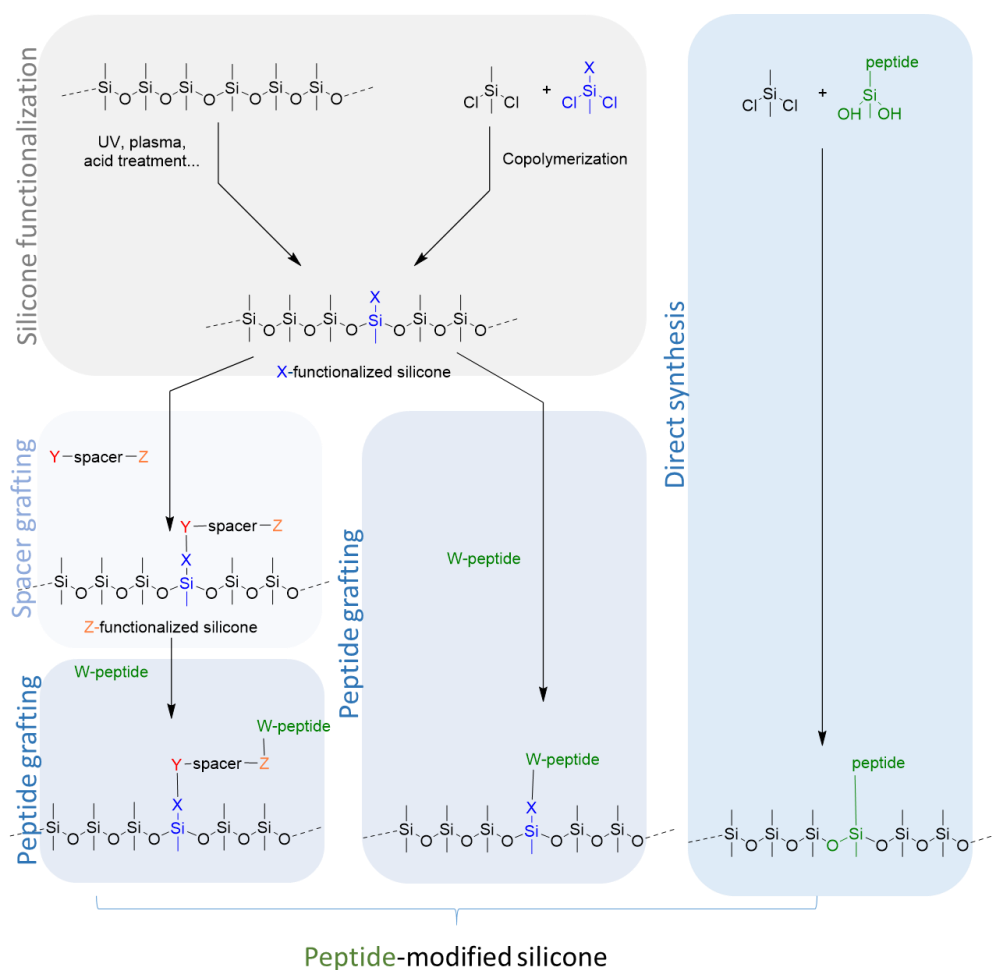 Silicone functionalization
Si Si Si Si Si Si
O O O O O O
UV, plasma,
acid treatment...
Si
Cl Cl
+
X
Si
Cl Cl
Copolymerization
X
Si Si Si Si Si Si
O O O O O O
X-functionalized silicone
Spacer grafting
Y spacer Z
Y spacer Z
X
Si Si Si Si Si Si
O O O O O O
Z-functionalized silicone
Peptide grafting
W-peptide
W-peptide
Y spacer Z
X
Si Si Si Si Si Si
O O O O O O
Peptide grafting
W-peptide
W-peptide
X
Si Si Si Si Si Si
O O O O O O
Direct synthesis
Si
Cl Cl
+
peptide
Si
OH OH
peptide
Si Si Si Si Si Si
O O O O O O
Peptide-modified silicone